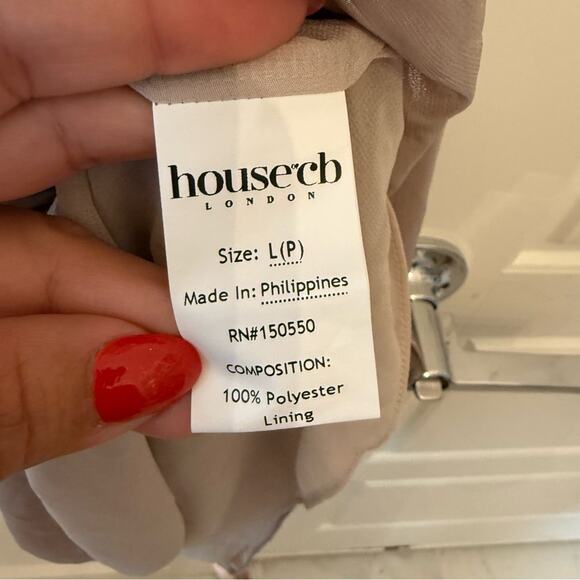 house of cb
LONDON
Size: L(P)
Made In: Philippines
RN#150550
COMPOSITION:
100% Polyester
Lining